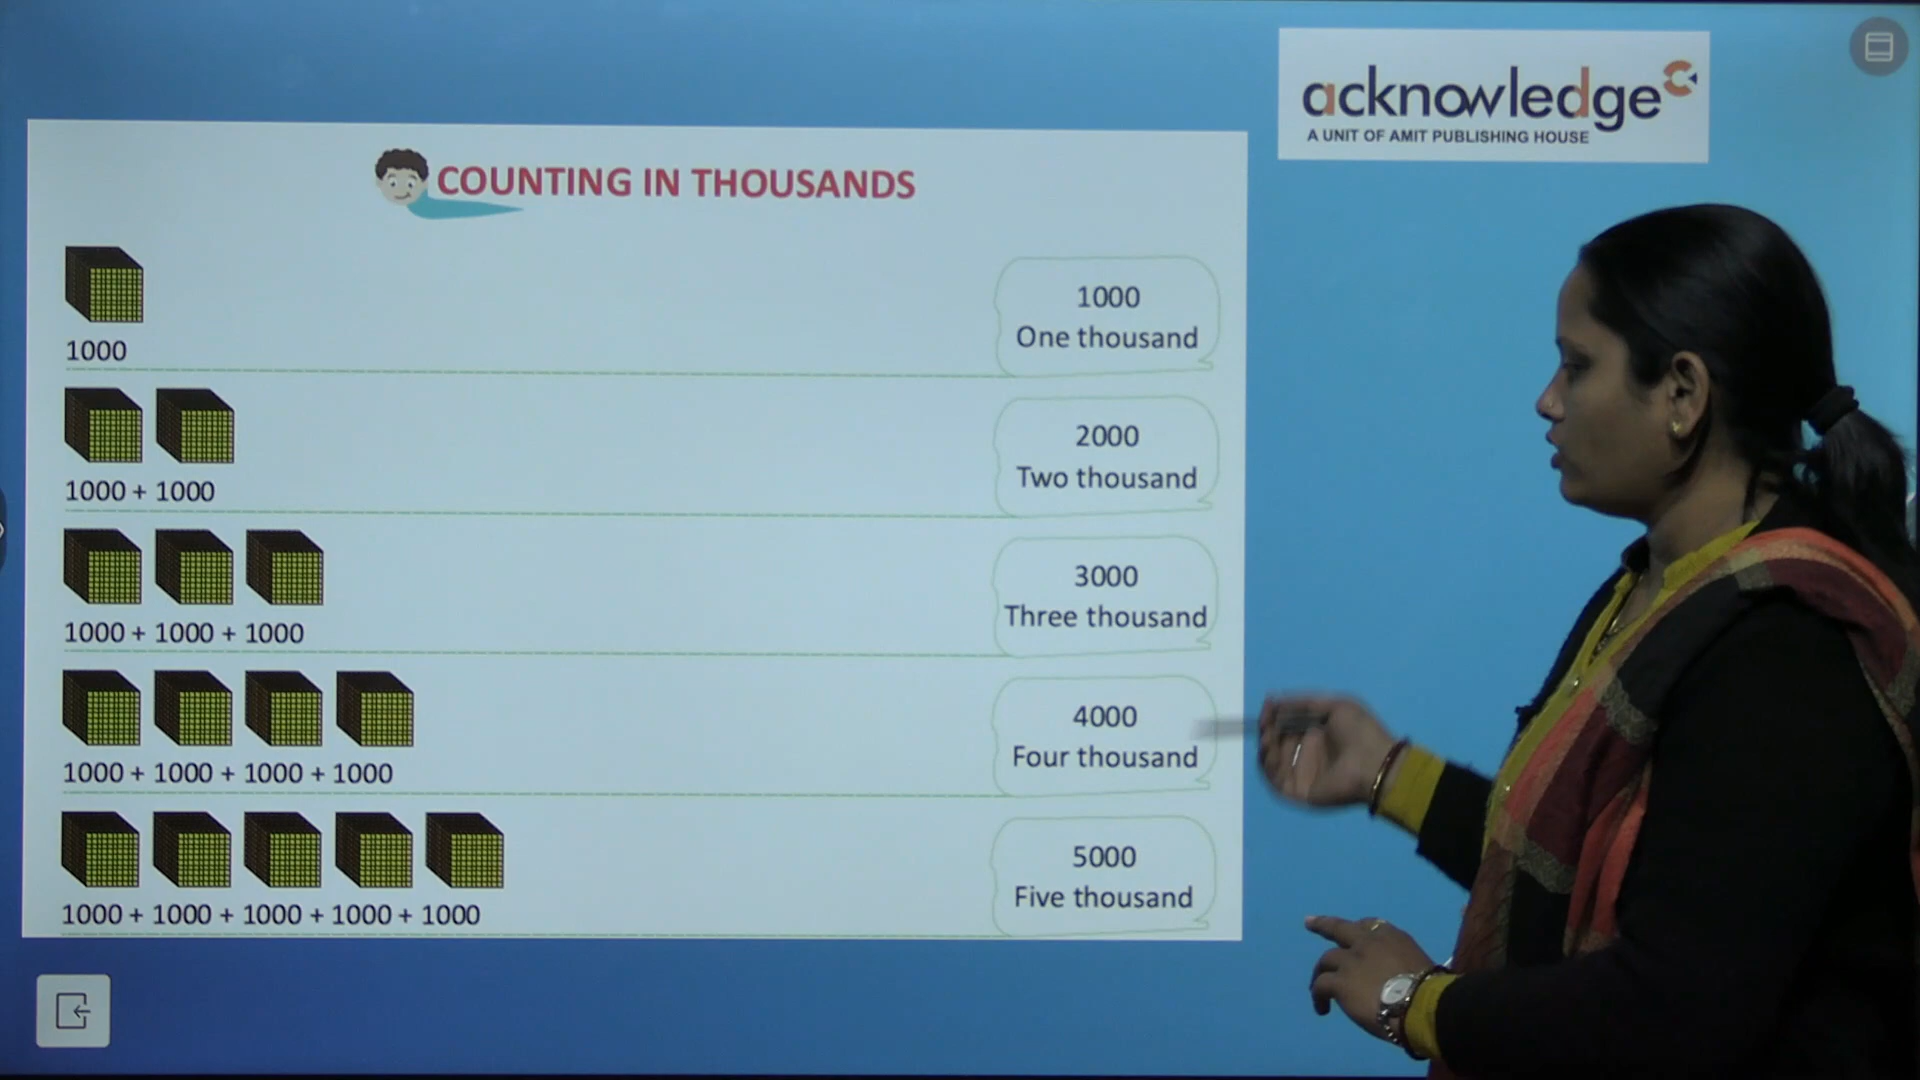 acknowledge
A UNIT OF AMIT PUBLISHING HOUSE
COUNTING IN THOUSANDS
1000
1000
One thousand
1000 + 1000
2000
Two thousand
1000 + 1000 + 1000
3000
Three thousand
1000 + 1000 + 1000 + 1000
4000
Four thousand
1000 + 1000 + 1000 + 1000 + 1000
5000
Five thousand